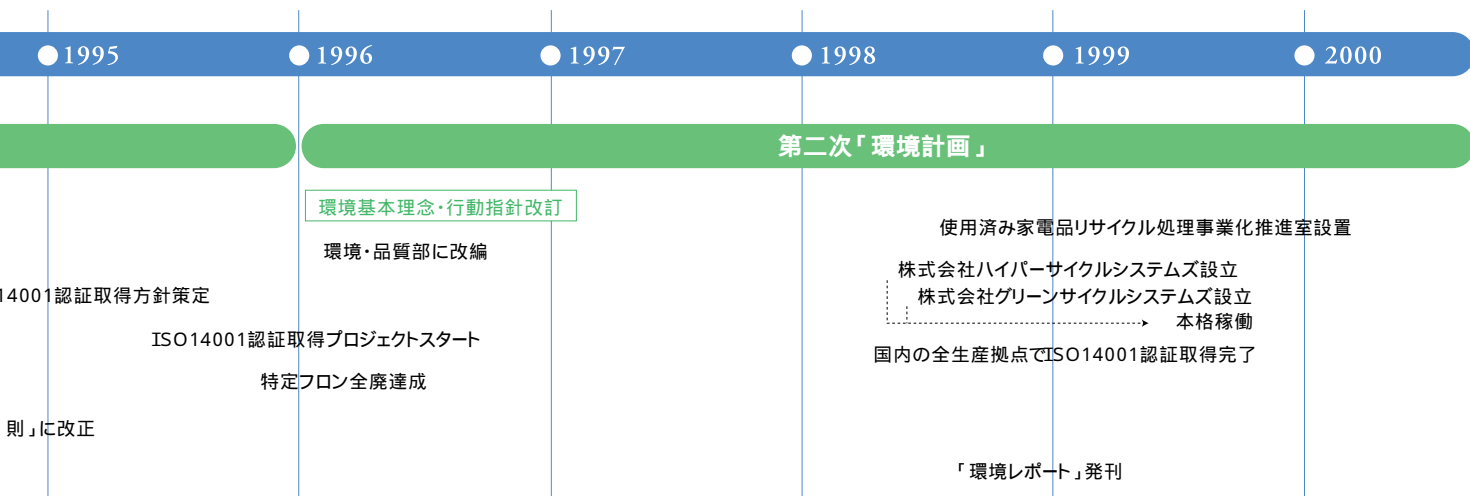 1995 1996 1997 1998 1999 2000
第二次「環境計画」
環境基本理念・行動指針改訂
使用済み家電品リサイクル処理事業化推進室設置
環境・品質部に改編
株式会社ハイパーサイクルシステムズ設立
14001認証取得方針策定
株式会社グリーンサイクルシステムズ設立
本格稼働
ISO14001認証取得プロジェクトスタート
国内の全生産拠点でISO14001認証取得完了
特定フロン全廃達成
則」に改正
「環境レポート」発刊